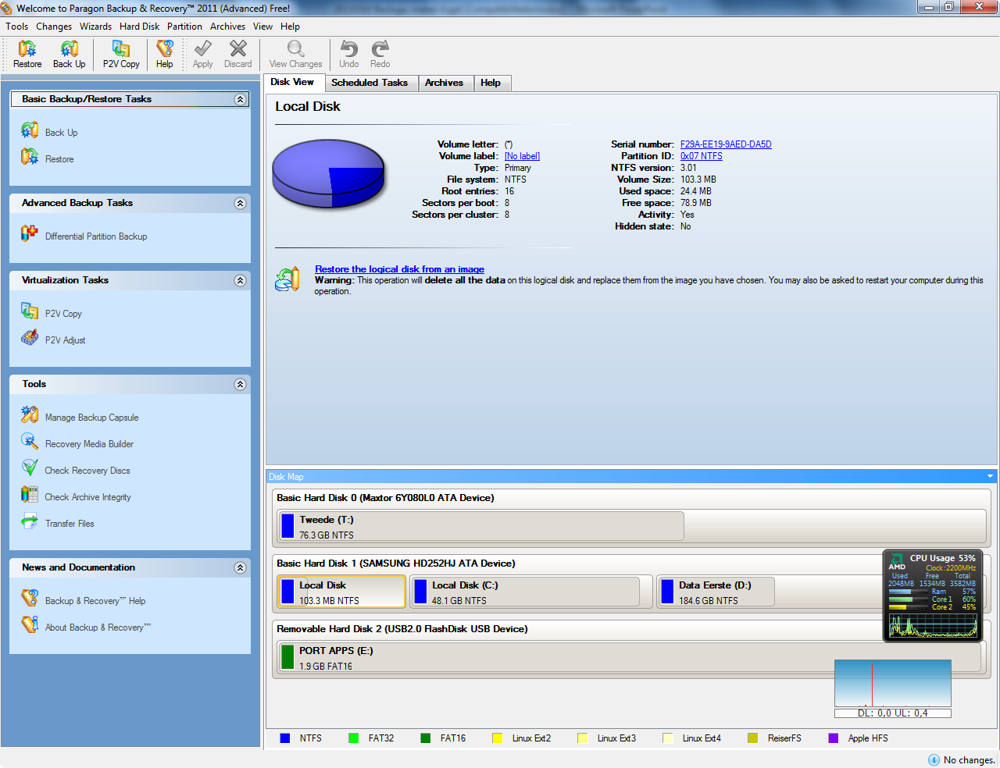 Welcome to Paragon Backup & Recovery™ 2011 (Advanced) Free!
Tools Changes Wizards Hard Disk Partition Archives View Help
Restore Back Up P2V Copy Help Apply Discard View Changes Undo Redo
Basic Backup/Restore Tasks
Back Up
Restore
Advanced Backup Tasks
Differential Partition Backup
Virtualization Tasks
P2V Copy
P2V Adjust
Tools
Manage Backup Capsule
Recovery Media Builder
Check Recovery Discs
Check Archive Integrity
Transfer Files
News and Documentation
Backup & Recovery™ Help
About Backup & Recovery™
Disk View Scheduled Tasks Archives Help
Local Disk
Volume letter: (*)
Volume label: [No label]
Type: Primary
File system: NTFS
Root entries: 16
Sectors per boot: 8
Sectors per cluster: 8
Serial number: F29A-EE19-9AED-DA5D
Partition ID: 0x07 NTFS
NTFS version: 3.01
Volume Size: 103.3 MB
Used space: 24.4 MB
Free space: 78.9 MB
Activity: Yes
Hidden state: No
Restore the logical disk from an image
Warning: This operation will delete all the data on this logical disk and replace them from the image you have chosen. You may also be asked to restart your computer during this
operation.
Disk Map
Basic Hard Disk 0 (Maxtor 6Y080L0 ATA Device)
Tweede (T:)
76.3 GB NTFS
Basic Hard Disk 1 (SAMSUNG HD252HJ ATA Device)
Local Disk
103.3 MB NTFS
Local Disk (C:)
48.1 GB NTFS
Data Eerste (D:)
184.6 GB NTFS
Removable Hard Disk 2 (USB2.0 FlashDisk USB Device)
PORT APPS (E:)
1.9 GB FAT16
AMD CPU Usage 53%
Clock:2200MHz
Used Free Total
2048MB 1534MB 3582MB
Ram 57%
Core 1 60%
Core 2 45%
DL: 0,0 UL: 0,4
NTFS FAT32 FAT16 Linux Ext2 Linux Ext3 Linux Ext4 ReiserFS Apple HFS
No changes.